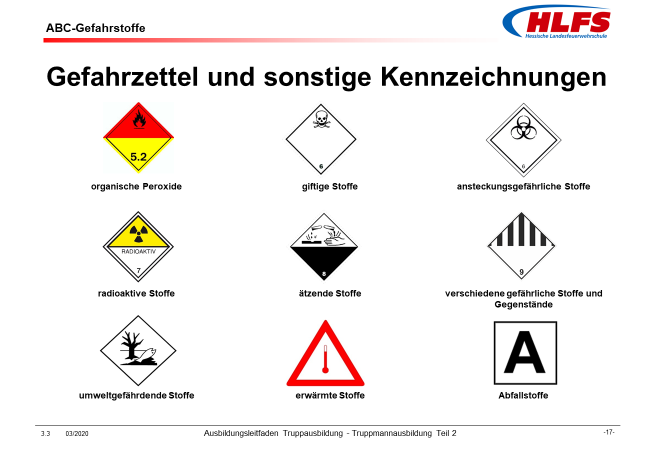 ABC-Gefahrstoffe
HLFS
Hessische Landesfeuerwehrschule
Gefahrzettel und sonstige Kennzeichnungen
5.2
6
6
organische Peroxide
giftige Stoffe
ansteckungsgefährliche Stoffe
RADIOAKTIV
7
8
9
radioaktive Stoffe
ätzende Stoffe
verschiedene gefährliche Stoffe und
Gegenstände
A
umweltgefährdende Stoffe
erwärmte Stoffe
Abfallstoffe
3.3
03/2020
Ausbildungsleitfaden Truppausbildung - Truppmannausbildung Teil 2
-17-